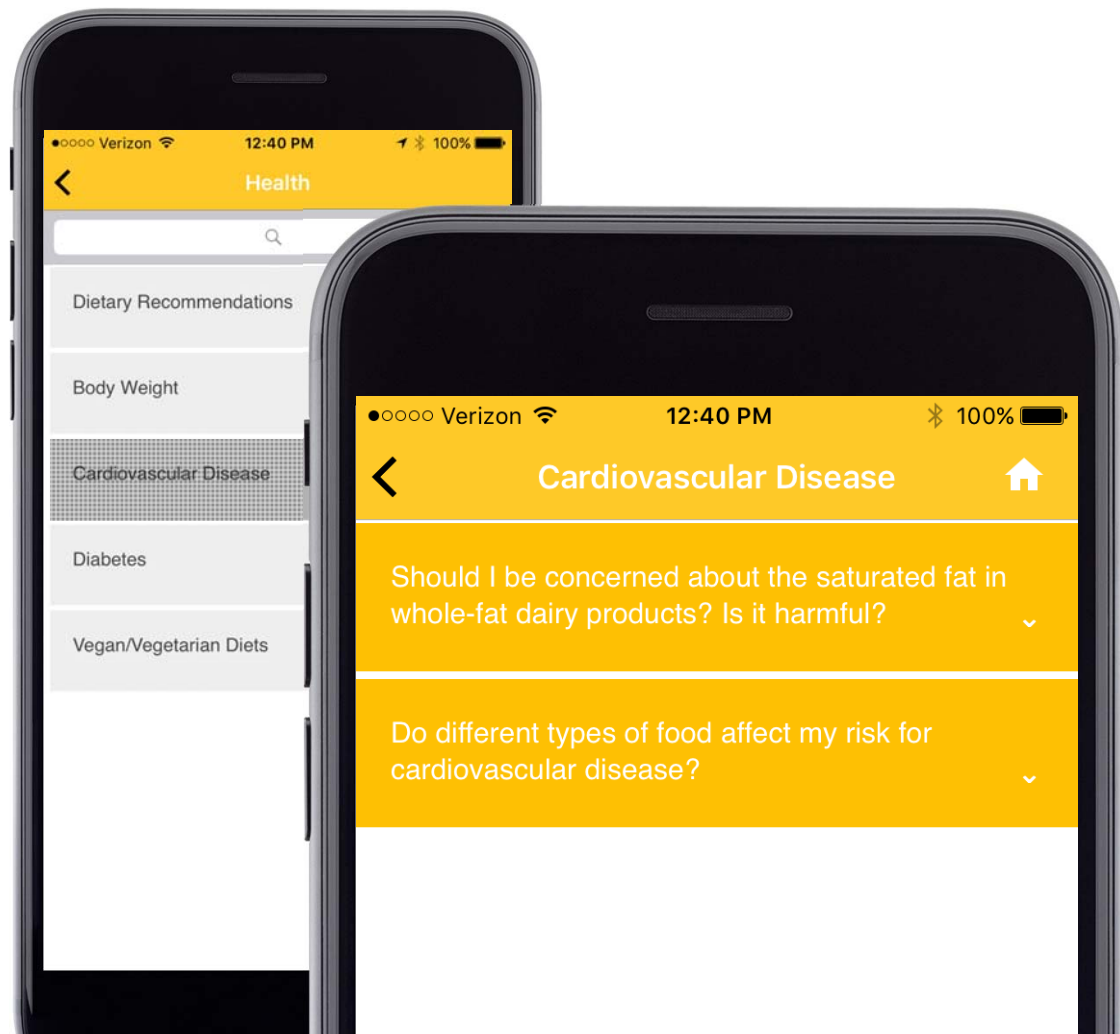 Verizon 12:40 PM 100%
Health
Dietary Recommendations
Body Weight
Cardiovascular Disease
Diabetes
Vegan/Vegetarian Diets
Verizon 12:40 PM 100%
Cardiovascular Disease
Should I be concerned about the saturated fat in
whole-fat dairy products? Is it harmful?
Do different types of food affect my risk for
cardiovascular disease?